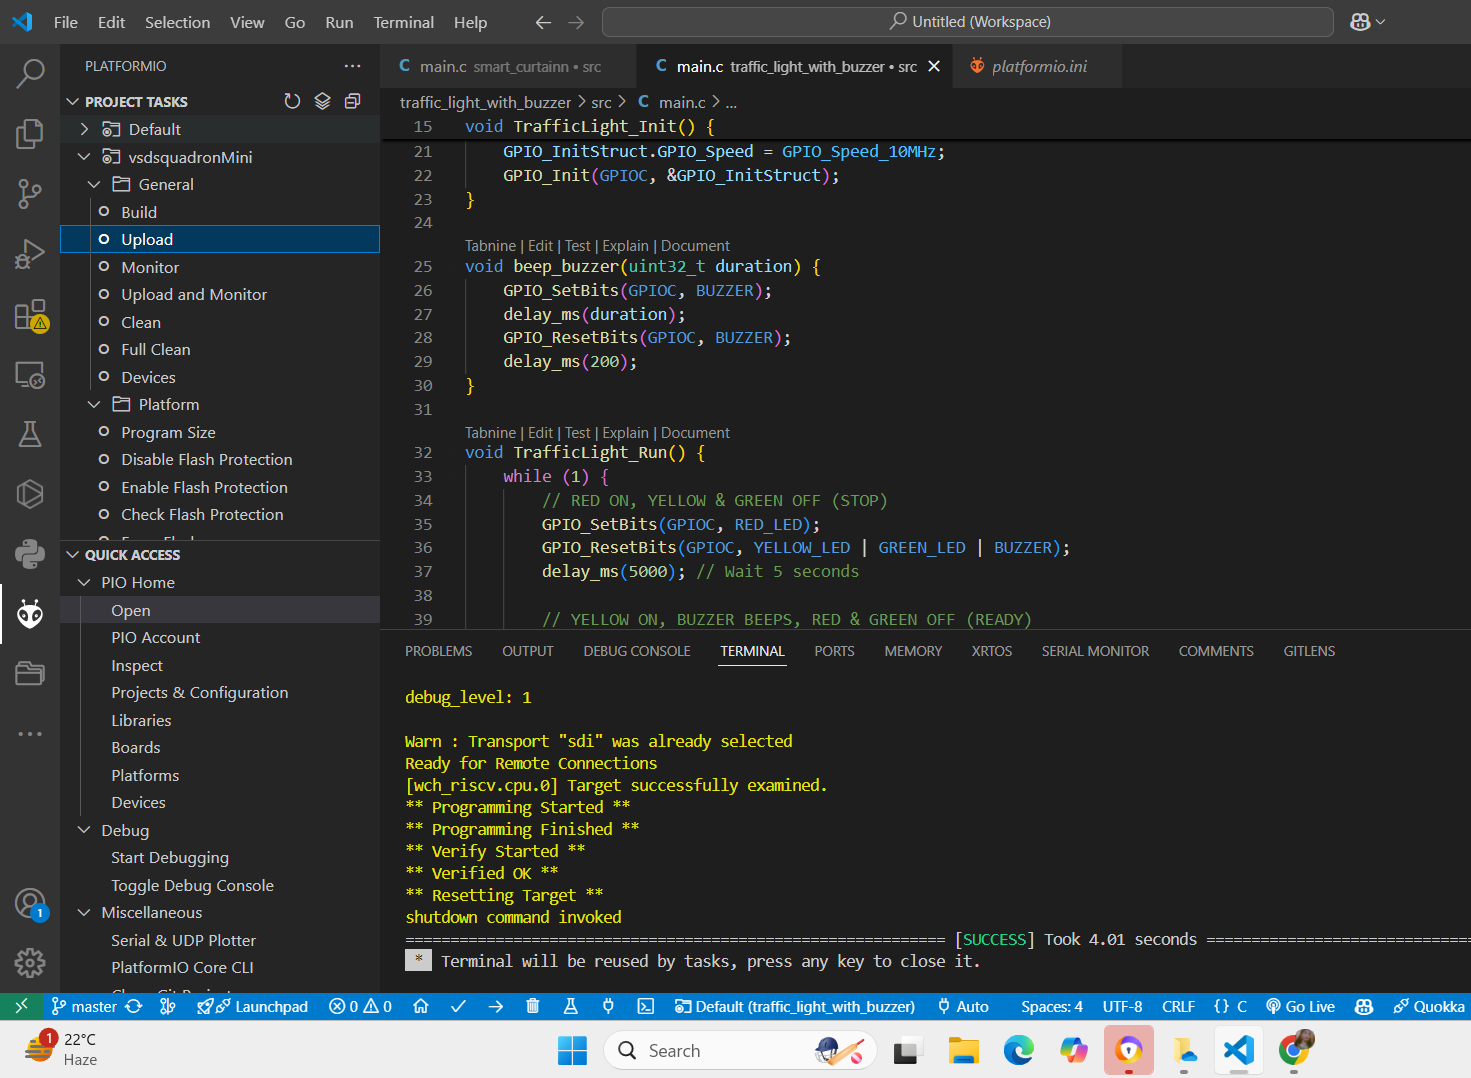 File Edit Selection View Go Run Terminal Help
Untitled (Workspace)
PLATFORMIO
PROJECT TASKS
Default
vsdsquadronMini
General
Build
Upload
Monitor
Upload and Monitor
Clean
Full Clean
Devices
Platform
Program Size
Disable Flash Protection
Enable Flash Protection
Check Flash Protection
QUICK ACCESS
PIO Home
Open
PIO Account
Inspect
Projects & Configuration
Libraries
Boards
Platforms
Devices
Debug
Start Debugging
Toggle Debug Console
Miscellaneous
Serial & UDP Plotter
PlatformIO Core CLI
1
C main.c smart_curtainn • src
C main.c traffic_light_with_buzzer • src
platformio.ini
traffic_light_with_buzzer > src > C main.c > ...
15 void TrafficLight_Init() {
21 GPIO_InitStruct.GPIO_Speed = GPIO_Speed_10MHz;
22 GPIO_Init(GPIOC, &GPIO_InitStruct);
23 }
24
Tabnine | Edit | Test | Explain | Document
25 void beep_buzzer(uint32_t duration) {
26 GPIO_SetBits(GPIOC, BUZZER);
27 delay_ms(duration);
28 GPIO_ResetBits(GPIOC, BUZZER);
29 delay_ms(200);
30 }
31
Tabnine | Edit | Test | Explain | Document
32 void TrafficLight_Run() {
33 while (1) {
34 // RED ON, YELLOW & GREEN OFF (STOP)
35 GPIO_SetBits(GPIOC, RED_LED);
36 GPIO_ResetBits(GPIOC, YELLOW_LED | GREEN_LED | BUZZER);
37 delay_ms(5000); // Wait 5 seconds
38
39 // YELLOW ON, BUZZER BEEPS, RED & GREEN OFF (READY)
PROBLEMS OUTPUT DEBUG CONSOLE TERMINAL PORTS MEMORY XRTOS SERIAL MONITOR COMMENTS GITLENS
debug_level: 1
Warn : Transport "sdi" was already selected
Ready for Remote Connections
[wch_riscv.cpu.0] Target successfully examined.
** Programming Started **
** Programming Finished **
** Verify Started **
** Verified OK **
** Resetting Target **
shutdown command invoked
============================================================ [SUCCESS] Took 4.01 seconds =============================
* Terminal will be reused by tasks, press any key to close it.
master Launchpad 0 0 Default (traffic_light_with_buzzer) Auto Spaces: 4 UTF-8 CRLF {} C Go Live Quokka
1
22°C
Haze
Search